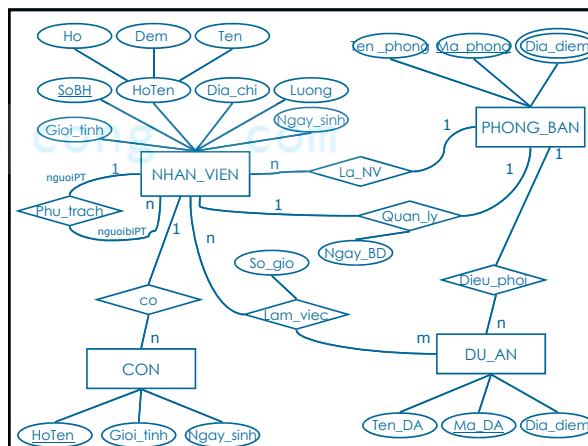 Ho
Dem
Ten
Ten_phong
Ma_phong
Dia_diem
SoBH
HoTen
Dia_chi
Luong
Gioi_tinh
Ngay_sinh
cong
com
NHAN_VIEN
PHONG_BAN
1
1
1
n
La_NV
nguoiPT
1
n
Phu_trach
nguoibiPT
1
n
1
Quan_ly
Ngay_BD
So_gio
Dieu_phoi
co
Lam_viec
n
m
n
CON
DU_AN
HoTen
Gioi_tinh
Ngay_sinh
Ten_DA
Ma_DA
Dia_diem